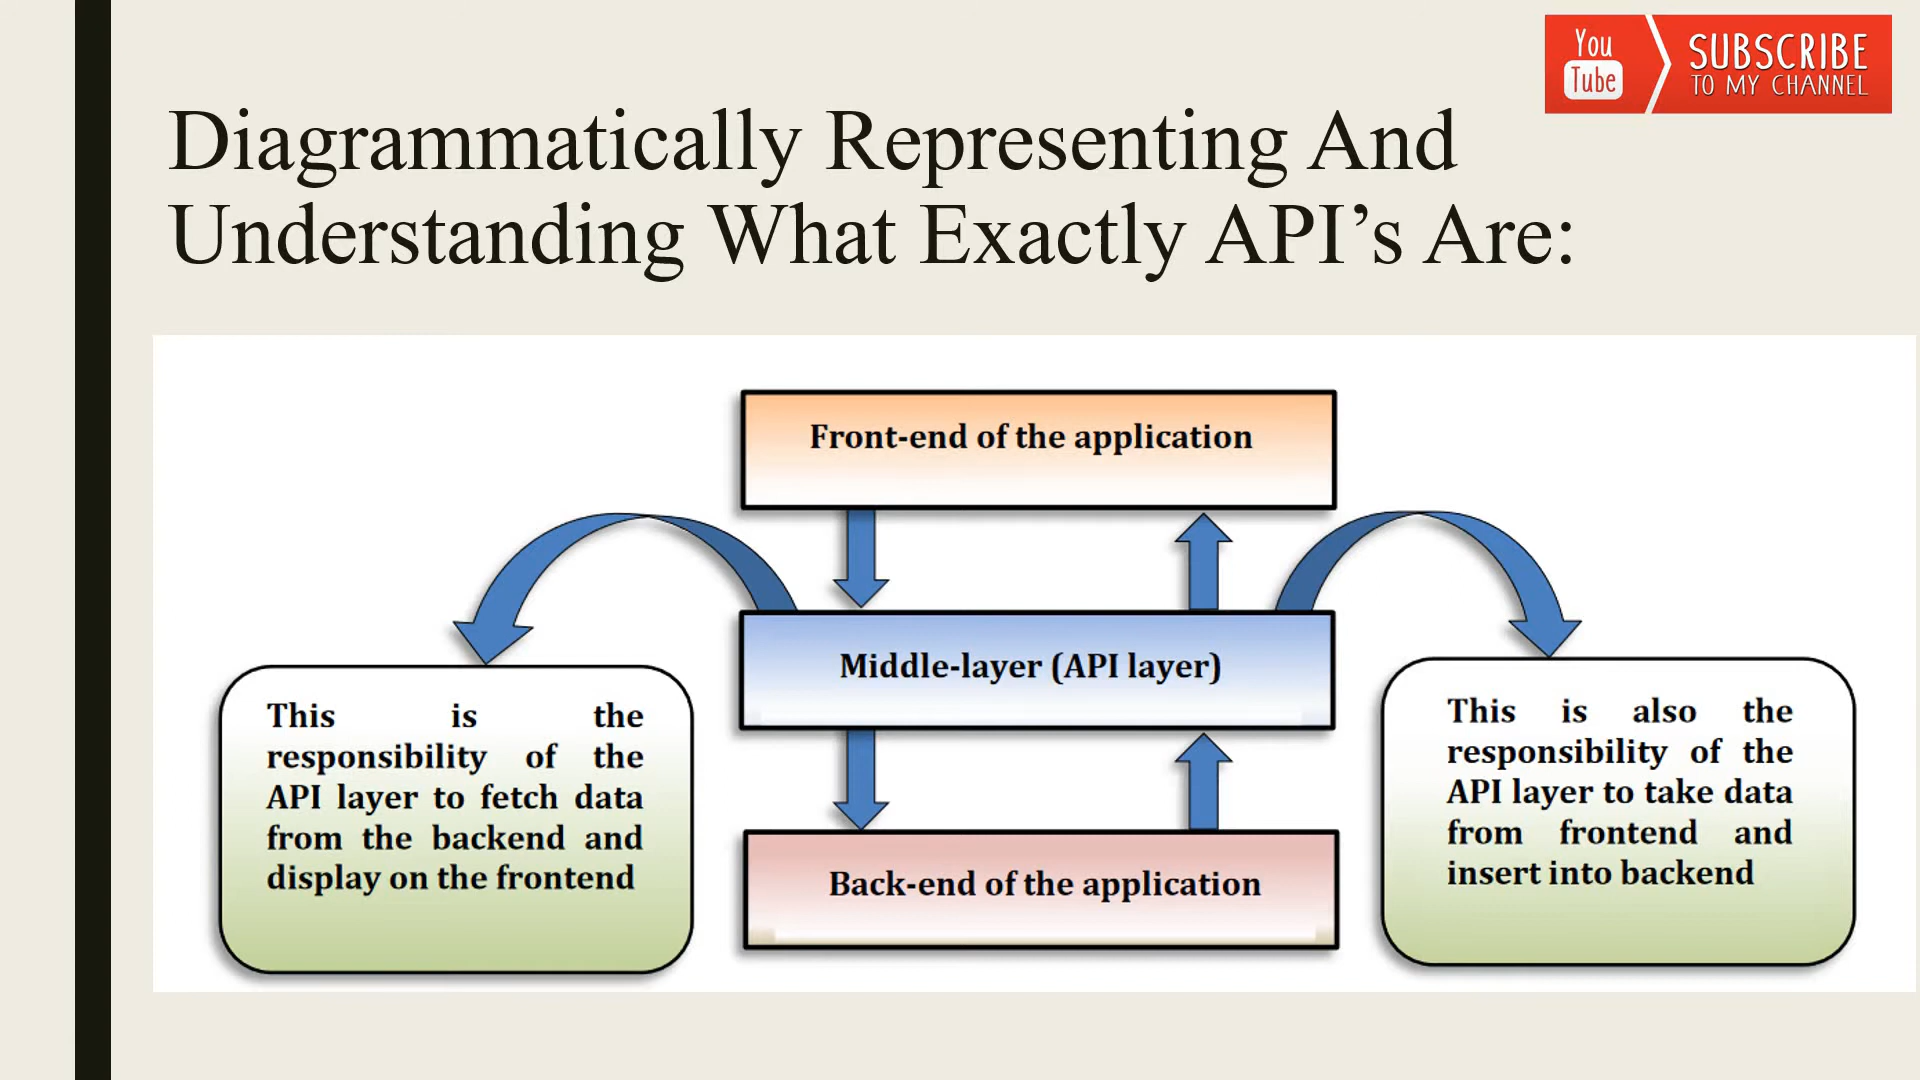 You
Tube
SUBSCRIBE
TO MY CHANNEL
Diagrammatically Representing And
Understanding What Exactly API’s Are:
Front-end of the application
Middle-layer (API layer)
Back-end of the application
This is the
responsibility of the
API layer to fetch data
from the backend and
display on the frontend
This is also the
responsibility of the
API layer to take data
from frontend and
insert into backend